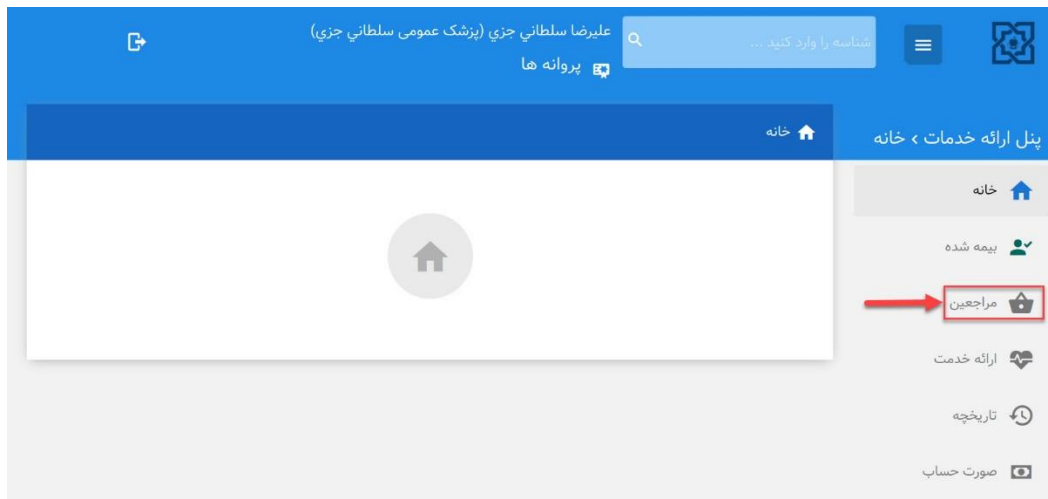 شناسه را وارد کنید ...
علیرضا سلطاني جزي (پزشک عمومی سلطاني جزي)
پروانه ها
پنل ارائه خدمات › خانه
خانه
خانه
بیمه شده
مراجعین
ارائه خدمت
تاریخچه
صورت حساب